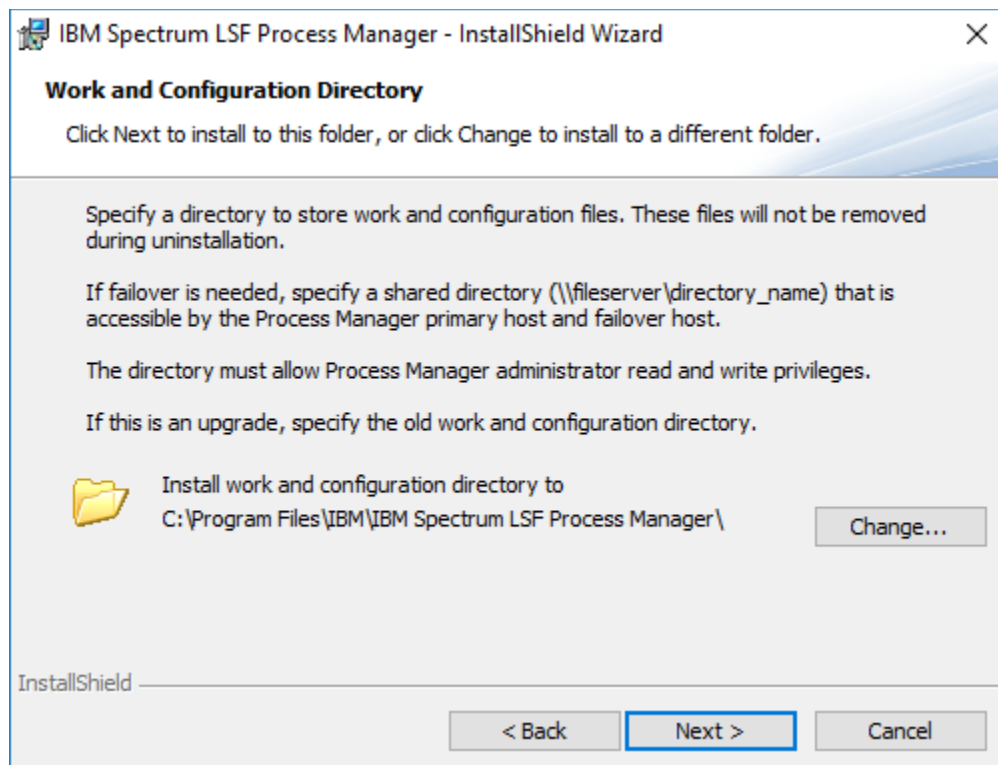 IBM Spectrum LSF Process Manager - InstallShield Wizard
Work and Configuration Directory
Click Next to install to this folder, or click Change to install to a different folder.
Specify a directory to store work and configuration files. These files will not be removed
during uninstallation.
If failover is needed, specify a shared directory (\\fileserver\directory_name) that is
accessible by the Process Manager primary host and failover host.
The directory must allow Process Manager administrator read and write privileges.
If this is an upgrade, specify the old work and configuration directory.
Install work and configuration directory to
C:\Program Files\IBM\IBM Spectrum LSF Process Manager\
Change...
InstallShield
< Back
Next >
Cancel